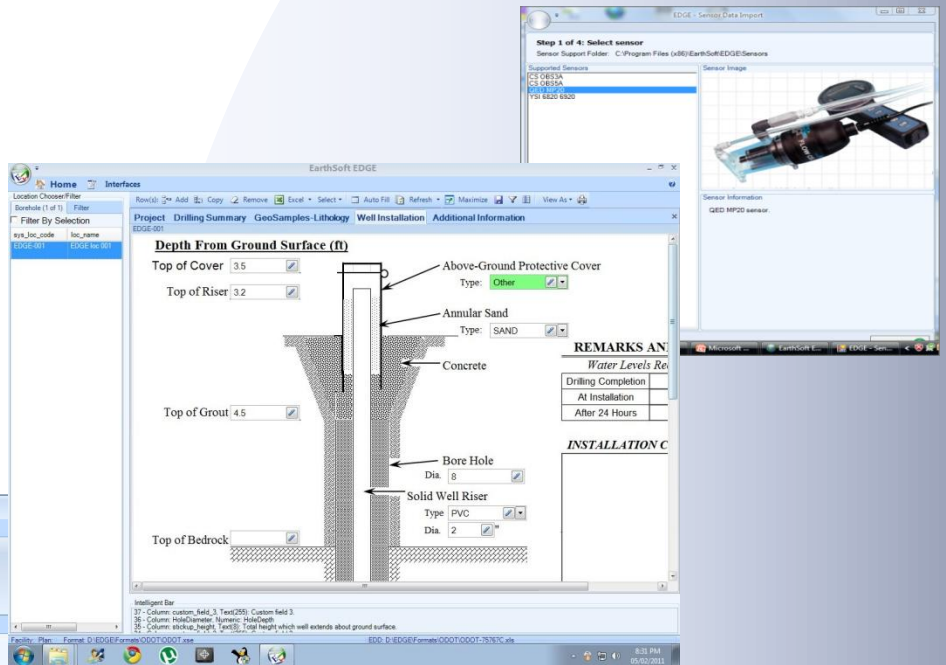 EDGE - Sensor Data Import
Step 1 of 4: Select sensor
Sensor Support Folder: C:\Program Files (x86)\EarthSoft\EDGE\Sensors
Supported Sensors
CS OBS3A
CS OBS5A
QED MP20
YSI 6820 6920
Sensor Image
Sensor Information
QED MP20 sensor.
Microsoft ...
EarthSoft E...
EDGE - Sen...
EarthSoft EDGE
Home Interfaces
Location Chooser/Filter
Borehole (1 of 1) Filter
Filter By Selection
sys_loc_code loc_name
EDGE-001 EDGE loc 001
Row(s): Add Copy Remove Excel Select Auto Fill Refresh Maximize View As
Project Drilling Summary GeoSamples-Lithology Well Installation Additional Information
EDGE-001
Depth From Ground Surface (ft)
Top of Cover 3.5
Above-Ground Protective Cover
Type: Other
Top of Riser 3.2
Annular Sand
Type: SAND
REMARKS AN
Concrete
Water Levels Re
Drilling Completion
At Installation
After 24 Hours
Top of Grout 4.5
INSTALLATION C
Bore Hole
Dia. 8
Solid Well Riser
Type PVC
Dia. 2 "
Top of Bedrock
Intelligent Bar
37 - Column: custom_field_3, Text(255): Custom field 3.
36 - Column: HoleDiameter, Numeric: HoleDepth
35 - Column: stickup_height, Text(8): Total height which well extends about ground surface.
Facility: Plan: Format: D:\EDGE\Formats\ODOT\ODOT.xse EDD: D:\EDGE\Formats\ODOT\ODOT-75767C.xls
8:31 PM
05/02/2011